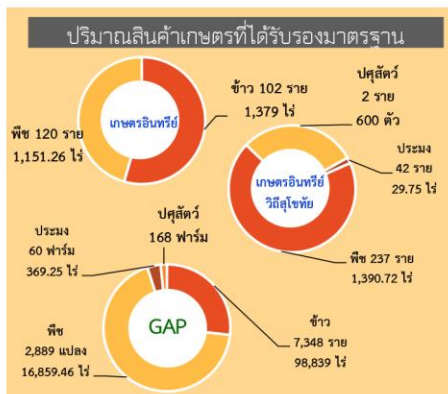 ปริมาณสินค้าเกษตรที่ได้รับรองมาตรฐาน
เกษตรอินทรีย์
ข้าว 102 ราย
1,379 ไร่
พืช 120 ราย
1,151.26 ไร่
ปศุสัตว์
2 ราย
600 ตัว
ประมง
42 ราย
29.75 ไร่
เกษตรอินทรีย์
วิถีสุโขทัย
พืช 237 ราย
1,390.72 ไร่
ปศุสัตว์
168 ฟาร์ม
ประมง
60 ฟาร์ม
369.25 ไร่
GAP
พืช
2,889 แปลง
16,859.46 ไร่
ข้าว
7,348 ราย
98,839 ไร่